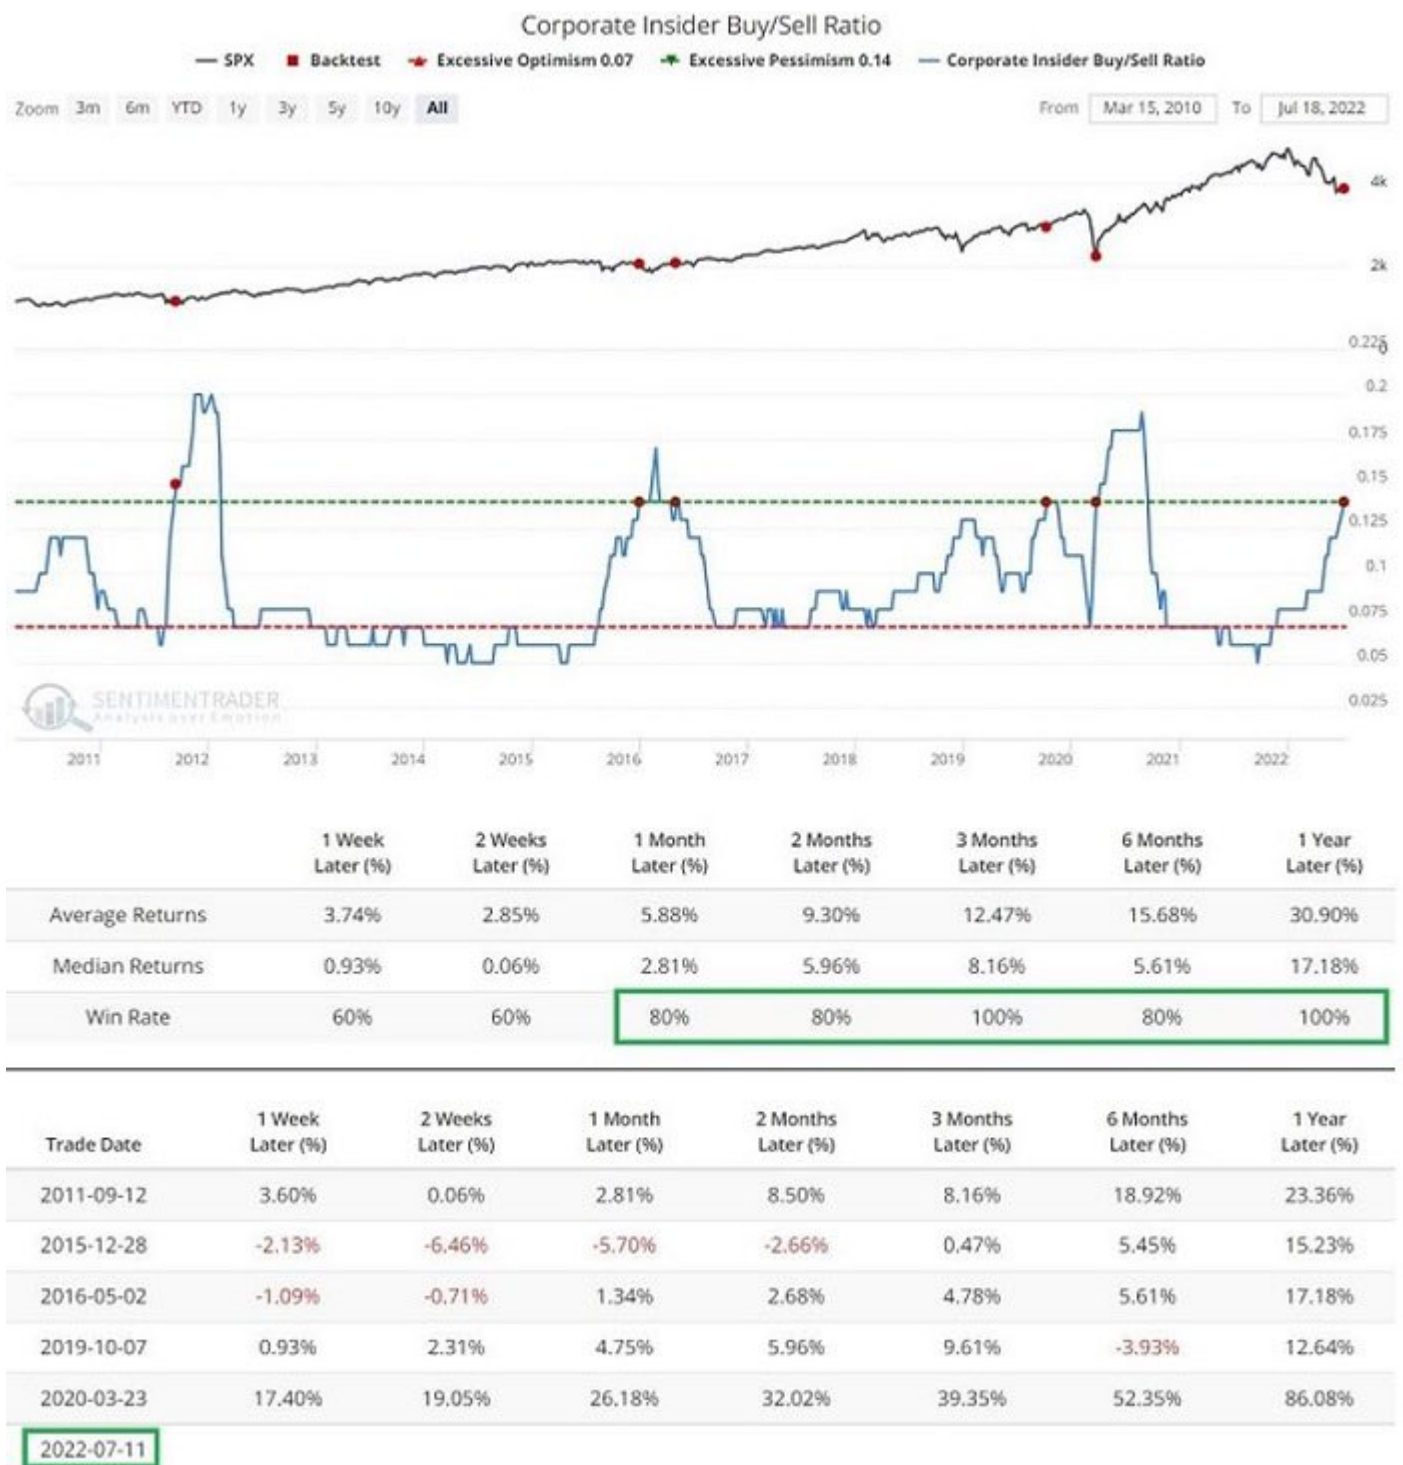 Corporate Insider Buy/Sell Ratio
SPX Backtest Excessive Optimism 0.07 Excessive Pessimism 0.14 Corporate Insider Buy/Sell Ratio
Zoom 3m 6m YTD 1y 3y 5y 10y All From Mar 15, 2010 To Jul 18, 2022
4k
2k
0.225
0
0.2
0.175
0.15
0.125
0.1
0.075
0.05
0.025
SENTIMENTRADER
Analysis over Emotion
2011 2012 2013 2014 2015 2016 2017 2018 2019 2020 2021 2022
1 Week 2 Weeks 1 Month 2 Months 3 Months 6 Months 1 Year
Later (%) Later (%) Later (%) Later (%) Later (%) Later (%) Later (%)
Average Returns 3.74% 2.85% 5.88% 9.30% 12.47% 15.68% 30.90%
Median Returns 0.93% 0.06% 2.81% 5.96% 8.16% 5.61% 17.18%
Win Rate 60% 60% 80% 80% 100% 80% 100%
1 Week 2 Weeks 1 Month 2 Months 3 Months 6 Months 1 Year
Trade Date Later (%) Later (%) Later (%) Later (%) Later (%) Later (%) Later (%)
2011-09-12 3.60% 0.06% 2.81% 8.50% 8.16% 18.92% 23.36%
2015-12-28 -2.13% -6.46% -5.70% -2.66% 0.47% 5.45% 15.23%
2016-05-02 -1.09% -0.71% 1.34% 2.68% 4.78% 5.61% 17.18%
2019-10-07 0.93% 2.31% 4.75% 5.96% 9.61% -3.93% 12.64%
2020-03-23 17.40% 19.05% 26.18% 32.02% 39.35% 52.35% 86.08%
2022-07-11